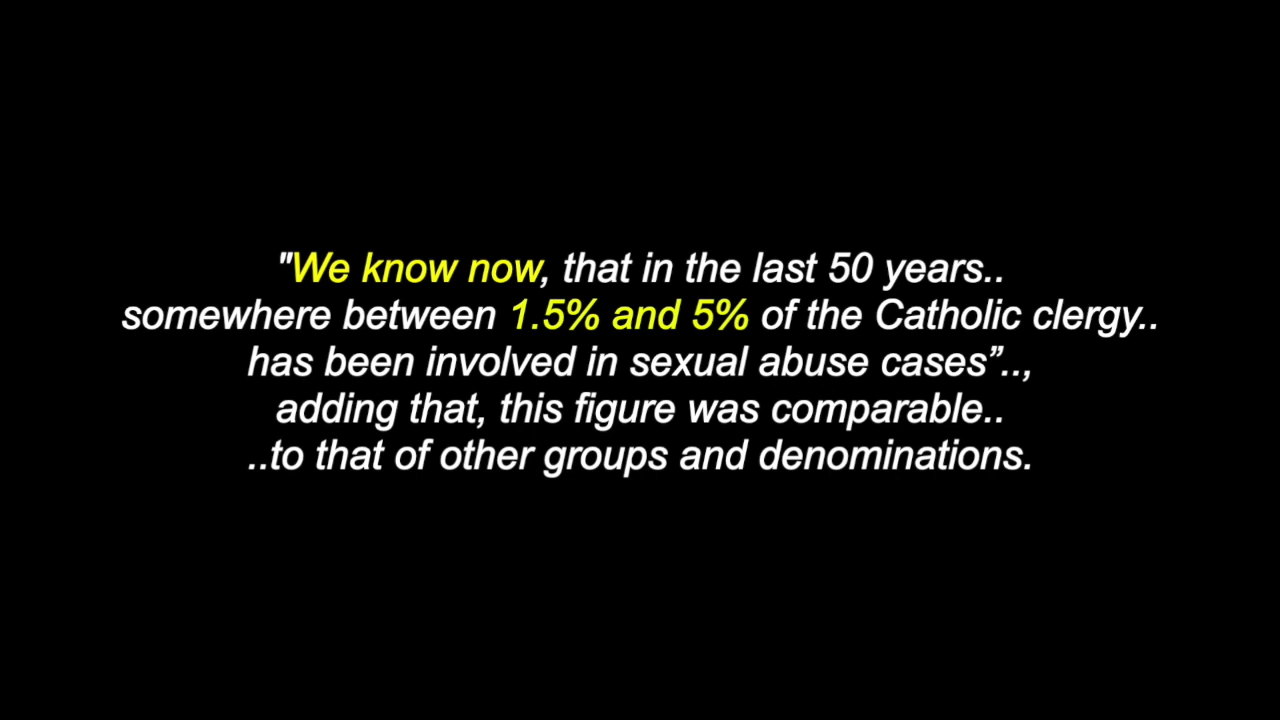 "We know now, that in the last 50 years..
somewhere between 1.5% and 5% of the Catholic clergy..
has been involved in sexual abuse cases”..,
adding that, this figure was comparable..
..to that of other groups and denominations.